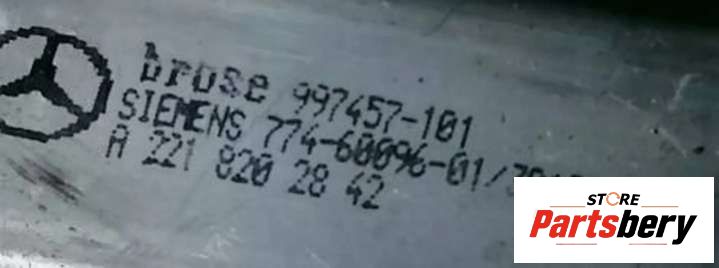 brose 997457-101
SIEMENS 774-60096-01/
A 221 820 28 42
STORE
Partsbery